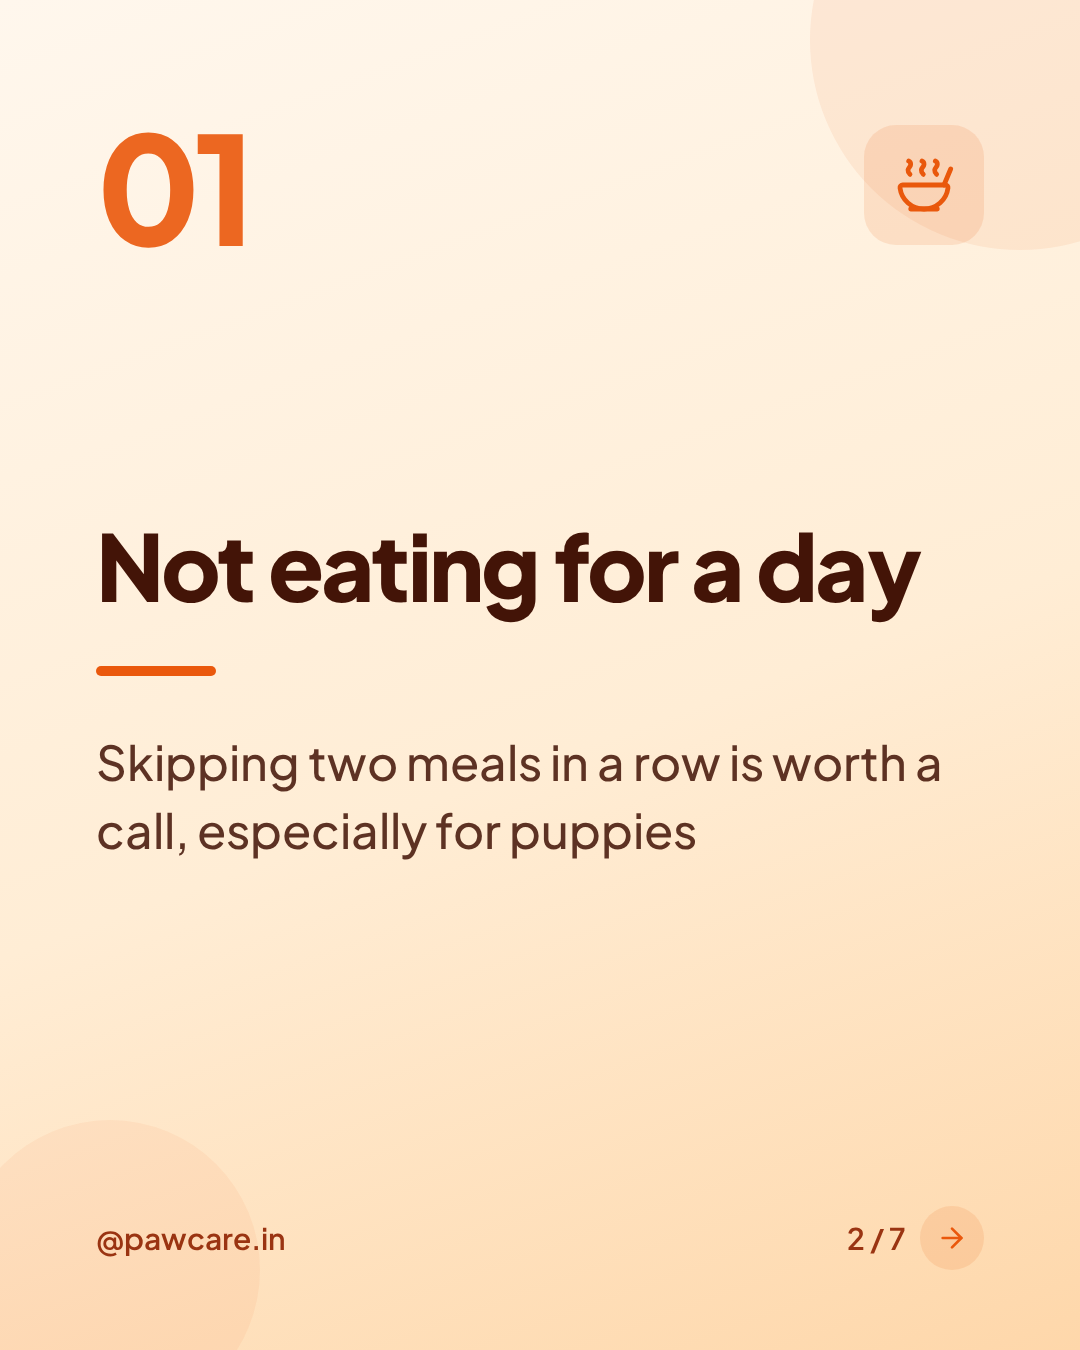 01
Not eating for a day
Skipping two meals in a row is worth a
call, especially for puppies
@pawcare.in
2 / 7